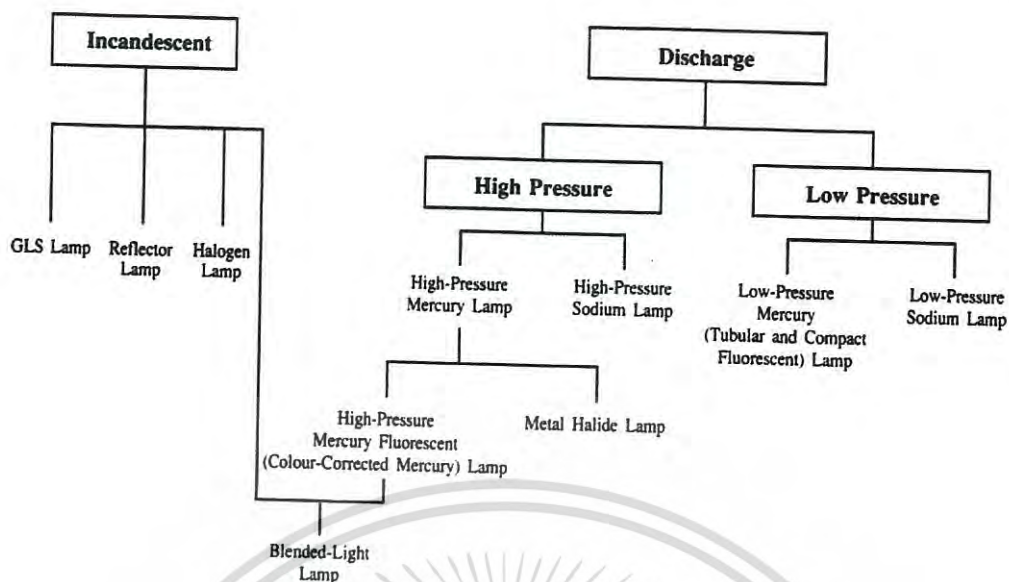 Incandescent
Discharge
High Pressure
Low Pressure
GLS Lamp
Reflector
Lamp
Halogen
Lamp
High-Pressure
Mercury Lamp
High-Pressure
Sodium Lamp
Low-Pressure
Mercury
(Tubular and Compact
Fluorescent) Lamp
Low-Pressure
Sodium Lamp
High-Pressure
Mercury Fluorescent
(Colour-Corrected Mercury) Lamp
Metal Halide Lamp
Blended-Light
Lamp